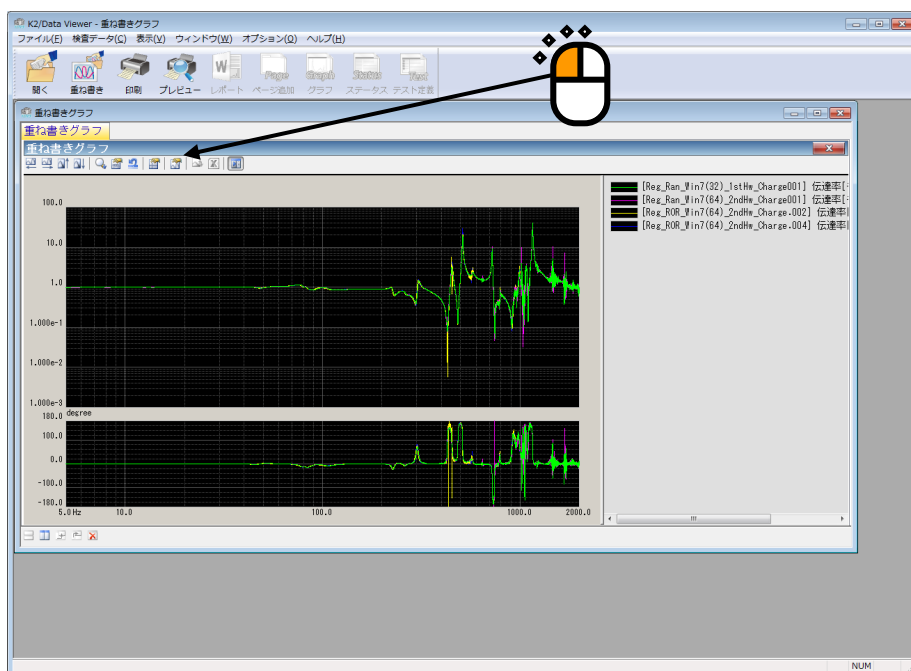 K2/Data Viewer - 重ね書きグラフ
ファイル(F) 検査データ(C) 表示(V) ウィンドウ(W) オプション(O) ヘルプ(H)
W Page Graph Status Text
開く 重ね書き 印刷 プレビュー レポート ページ追加 グラフ ステータス テスト定義
重ね書きグラフ
重ね書きグラフ
重ね書きグラフ
[Reg_Ran_Win7(32)_1stHw_Charge001] 伝達率[
[Reg_Ran_Win7(64)_2ndHw_Charge001] 伝達率[
[Reg_ROR_Win7(64)_2ndHw_Charge.002] 伝達率[
[Reg_ROR_Win7(64)_2ndHw_Charge.004] 伝達率[
100.0
10.0
1.0
1.000e-1
1.000e-2
1.000e-3
180.0 degree
100.0
0.0
-100.0
-180.0
5.0Hz 10.0 100.0 1000.0 2000.0
NUM